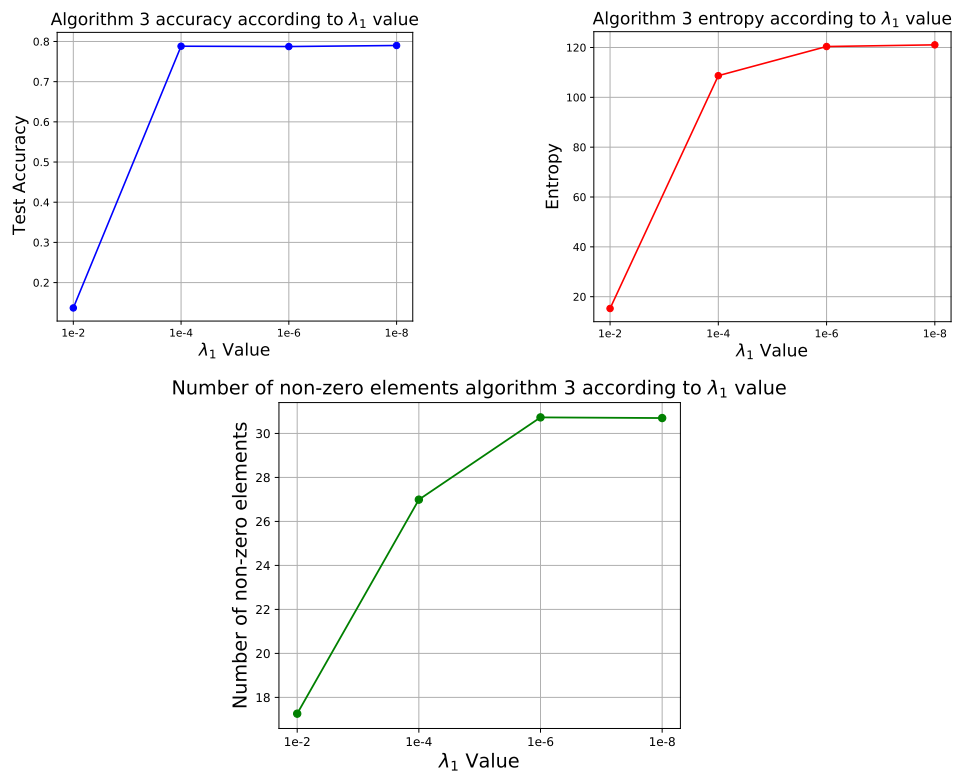 Algorithm 3 accuracy according to λ₁ value
0.8
0.7
0.6
0.5
0.4
0.3
0.2
Test Accuracy
1e-2 1e-4 1e-6 1e-8
λ₁ Value
Algorithm 3 entropy according to λ₁ value
120
100
80
60
40
20
Entropy
1e-2 1e-4 1e-6 1e-8
λ₁ Value
Number of non-zero elements algorithm 3 according to λ₁ value
30
28
26
24
22
20
18
Number of non-zero elements
1e-2 1e-4 1e-6 1e-8
λ₁ Value